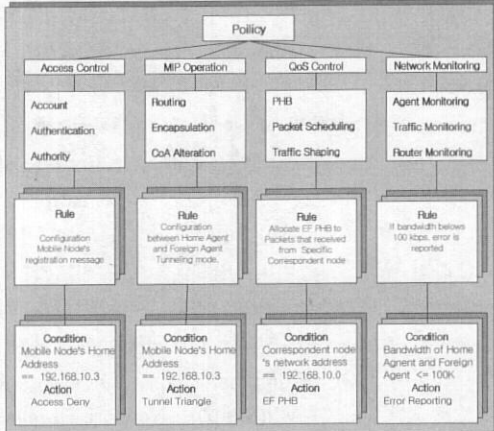 Poilicy
Access Control
MIP Operation
QoS Control
Network Monitoring
Account
Authentication
Authority
Routing
Encapsulation
CoA Alteration
PHB
Packet Scheduling
Traffic Shaping
Agent Monitoring
Traffic Monitoring
Router Monitoring
Rule
Configuration
Mobile Node's
registration message
Rule
Configuration
between Home Agent
and Foreign Agent
Tunneling mode.
Rule
Allocate EF PHB to
Packets that received
from Specific
Correspondent node
Rule
If bandwidth belows
100 kbps, error is
reported
Condition
Mobile Node's Home
Address
== 192.168.10.3
Action
Access Deny
Condition
Mobile Node's Home
Address
== 192.168.10.3
Action
Tunnel Triangle
Condition
Correspondent node
's network address
== 192.168.10.0
Action
EF PHB
Condition
Bandwidth of Home
Agnent and Foreign
Agent <= 100K
Action
Error Reporting